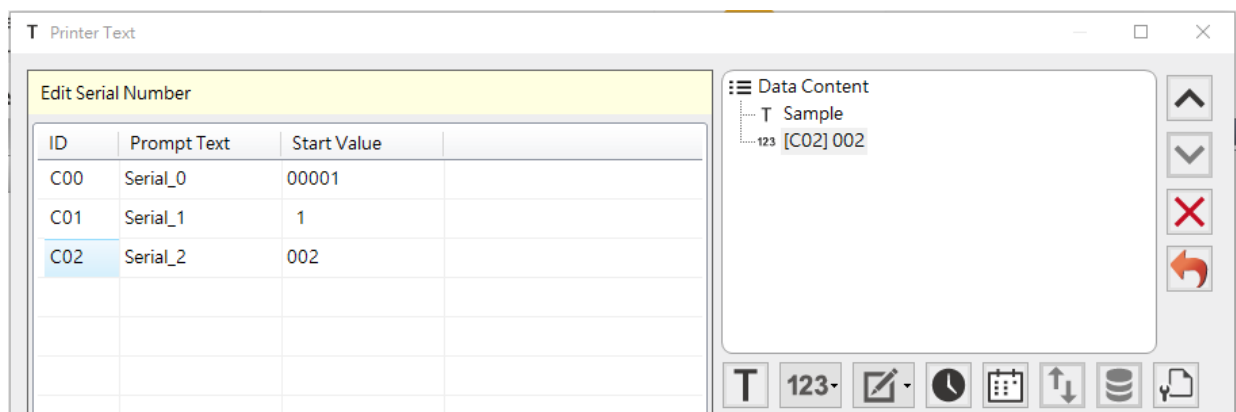 T Printer Text
Edit Serial Number
ID Prompt Text Start Value
C00 Serial_0 00001
C01 Serial_1 1
C02 Serial_2 002
Data Content
T Sample
123 [C02] 002
T 123